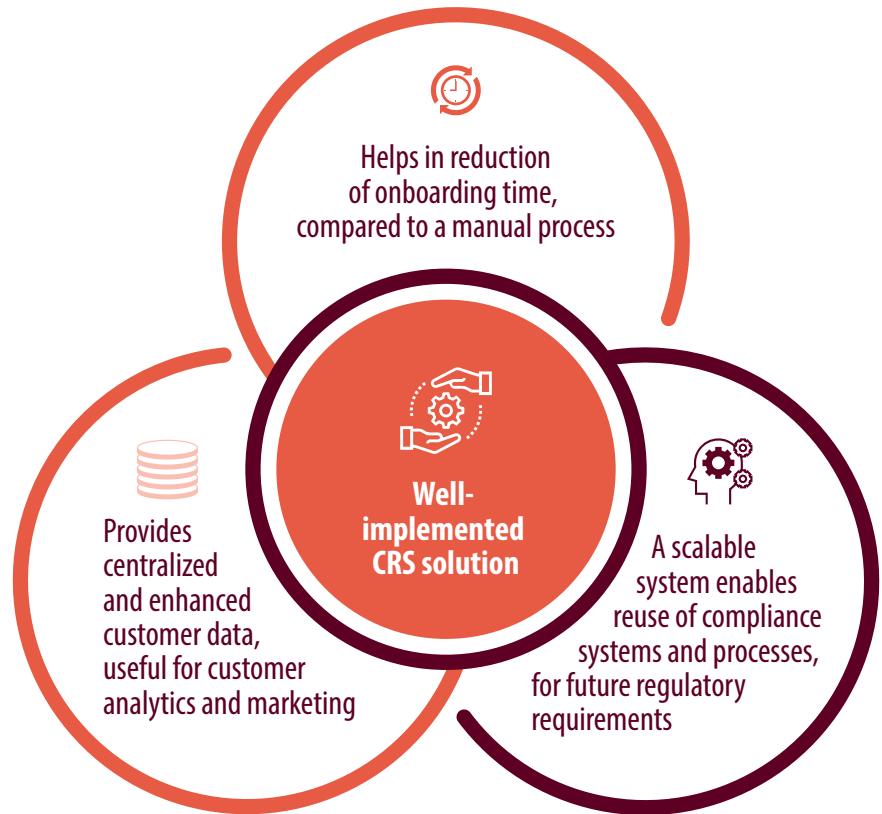 Helps in reduction
of onboarding time,
compared to a manual process
Well-
implemented
CRS solution
Provides
centralized
and enhanced
customer data,
useful for customer
analytics and marketing
A scalable
system enables
reuse of compliance
systems and processes,
for future regulatory
requirements